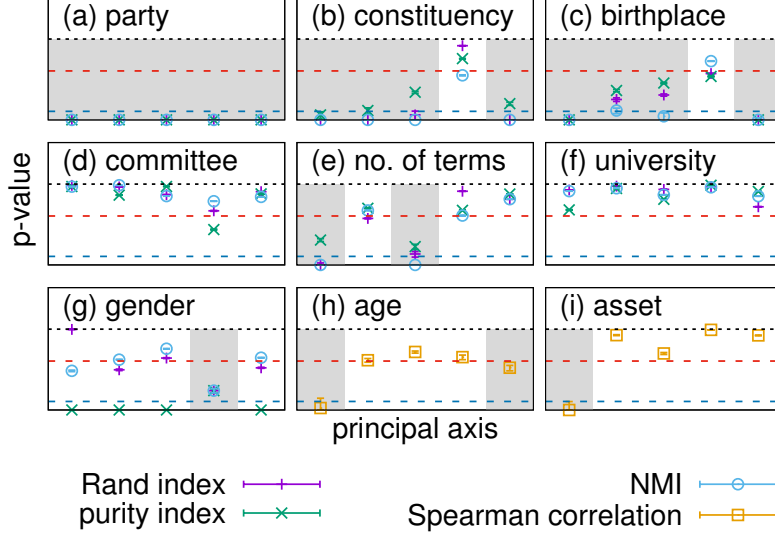 (a) party
(b) constituency
(c) birthplace
(d) committee
(e) no. of terms
(f) university
p-value
(g) gender
(h) age
(i) asset
principal axis
Rand index
NMI
purity index
Spearman correlation